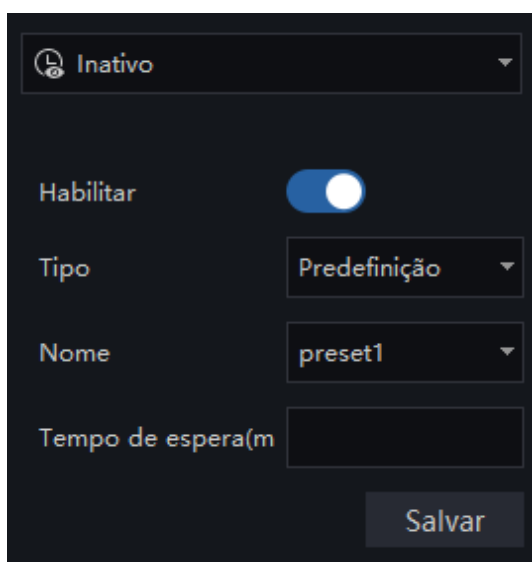 Inativo
Habilitar
Tipo Predefinição
Nome preset1
Tempo de espera(m
Salvar